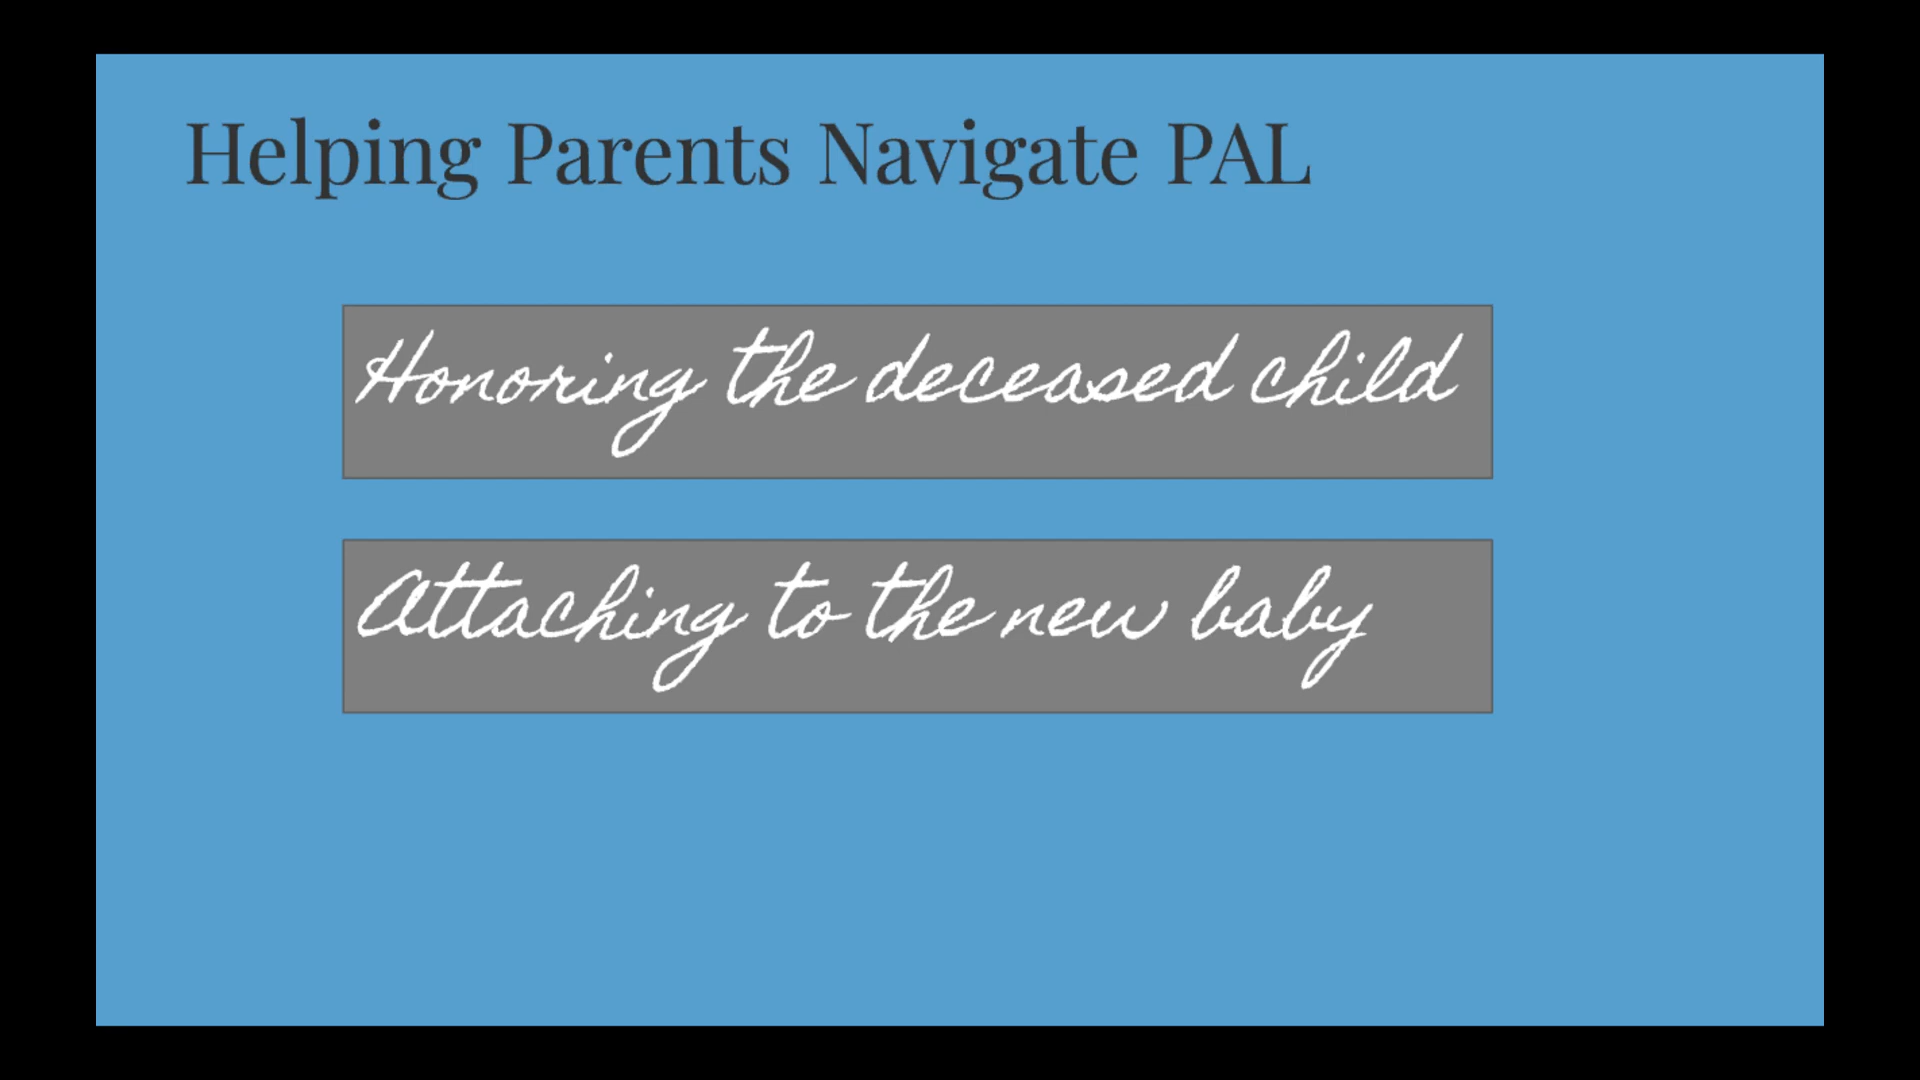 Helping Parents Navigate PAL
Honoring the deceased child
Attaching to the new baby